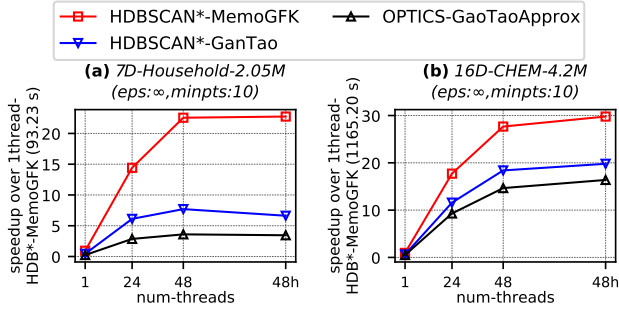 HDBSCAN*-MemoGFK
OPTICS-GaoTaoApprox
HDBSCAN*-GanTao
(a) 7D-Household-2.05M
(eps:∞,minpts:10)
speedup over 1thread-
HDB*-MemoGFK (93.23 s)
20
15
10
5
0
1
24
48
48h
num-threads
(b) 16D-CHEM-4.2M
(eps:∞,minpts:10)
speedup over 1thread-
HDB*-MemoGFK (1165.20 s)
30
20
10
0
1
24
48
48h
num-threads